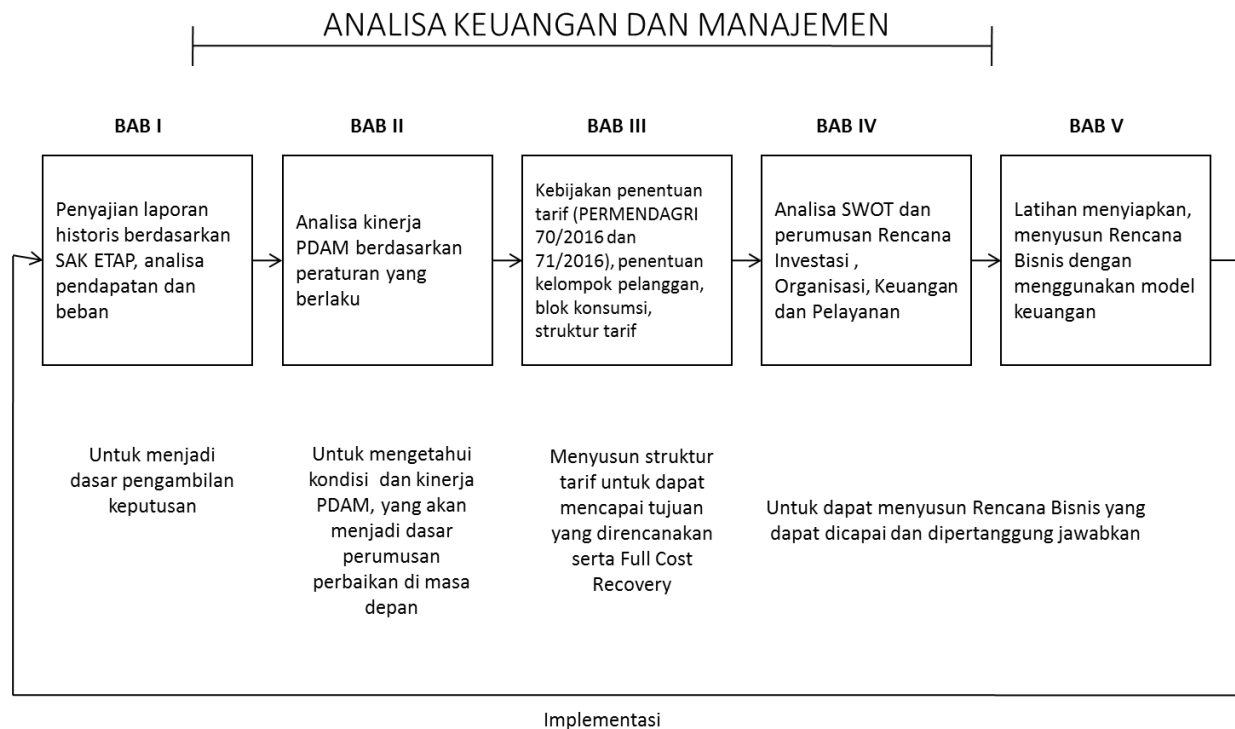 ANALISA KEUANGAN DAN MANAJEMEN
BAB I
Penyajian laporan
historis berdasarkan
SAK ETAP, analisa
pendapatan dan
beban
BAB II
Analisa kinerja
PDAM berdasarkan
peraturan yang
berlaku
BAB III
Kebijakan penentuan
tarif (PERMENDAGRI
70/2016 dan
71/2016), penentuan
kelompok pelanggan,
blok konsumsi,
struktur tarif
BAB IV
Analisa SWOT dan
perumusan Rencana
Investasi ,
Organisasi, Keuangan
dan Pelayanan
BAB V
Latihan menyiapkan,
menyusun Rencana
Bisnis dengan
menggunakan model
keuangan
Untuk menjadi
dasar pengambilan
keputusan
Untuk mengetahui
kondisi dan kinerja
PDAM, yang akan
menjadi dasar
perumusan
perbaikan di masa
depan
Menyusun struktur
tarif untuk dapat
mencapai tujuan
yang direncanakan
serta Full Cost
Recovery
Untuk dapat menyusun Rencana Bisnis yang
dapat dicapai dan dipertanggung jawabkan
Implementasi